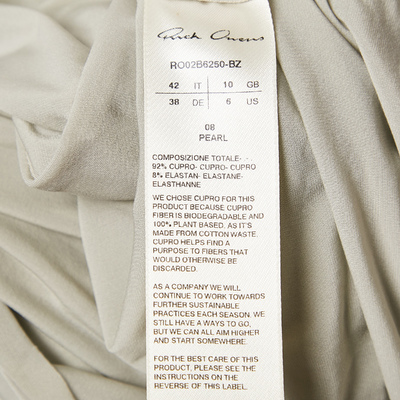 Rick Owens
RO02B6250-BZ
42 IT 10 GB
38 DE 6 US
08
PEARL
COMPOSIZIONE TOTALE-
92% CUPRO- CUPRO- CUPRO
8% ELASTAN- ELASTANE-
ELASTHANNE
WE CHOSE CUPRO FOR THIS
PRODUCT BECAUSE CUPRO
FIBER IS BIODEGRADABLE AND
100% PLANT BASED. AS IT'S
MADE FROM COTTON WASTE.
CUPRO HELPS FIND A
PURPOSE TO FIBERS THAT
WOULD OTHERWISE BE
DISCARDED.
AS A COMPANY WE WILL
CONTINUE TO WORK TOWARDS
FURTHER SUSTAINABLE
PRACTICES EACH SEASON. WE
STILL HAVE A WAYS TO GO,
BUT WE CAN ALL AIM HIGHER
AND START SOMEWHERE.
FOR THE BEST CARE OF THIS
PRODUCT, PLEASE SEE THE
INSTRUCTIONS ON THE
REVERSE OF THIS LABEL.